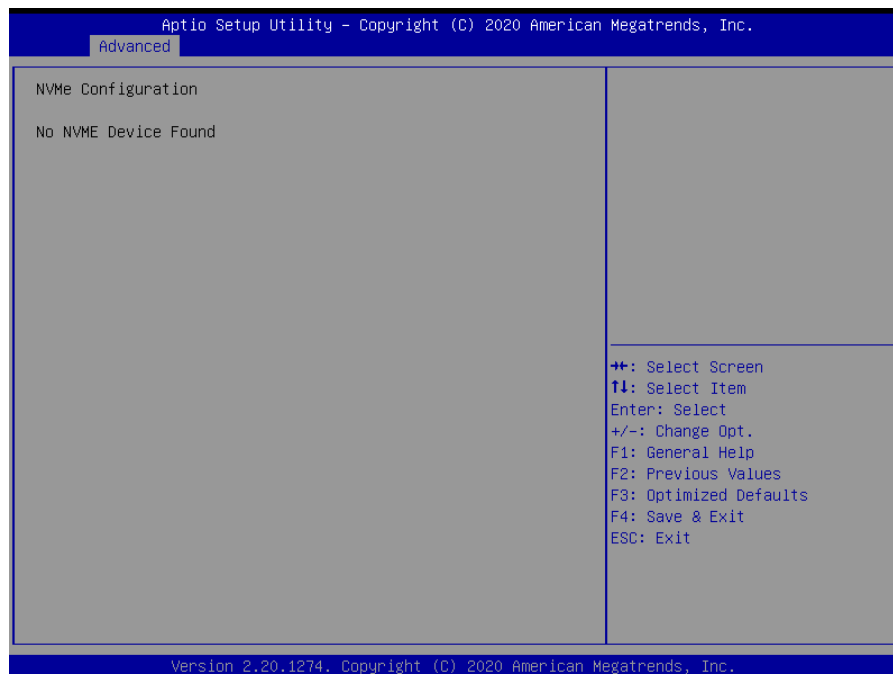 Aptio Setup Utility – Copyright (C) 2020 American Megatrends, Inc.
Advanced
NVMe Configuration
No NVME Device Found
→←: Select Screen
↑↓: Select Item
Enter: Select
+/-: Change Opt.
F1: General Help
F2: Previous Values
F3: Optimized Defaults
F4: Save & Exit
ESC: Exit
Version 2.20.1274. Copyright (C) 2020 American Megatrends, Inc.